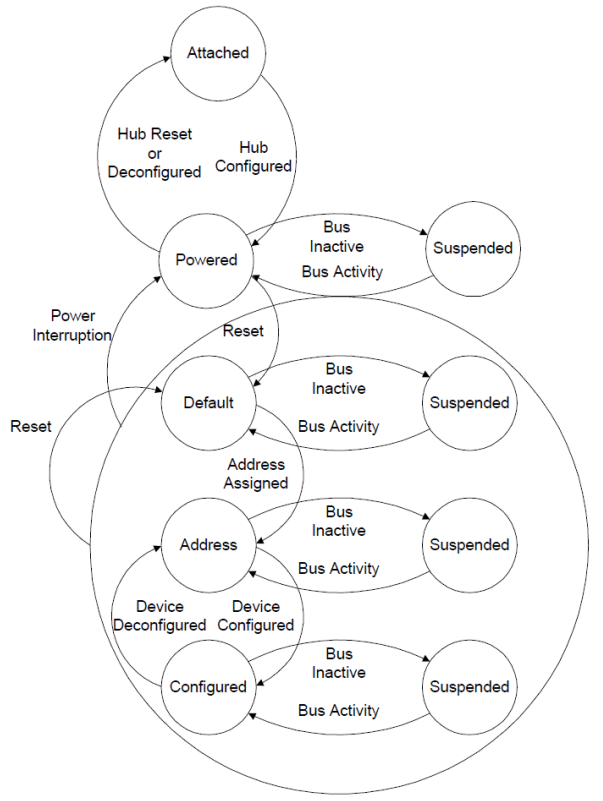 Attached
Hub Reset
or
Deconfigured
Hub
Configured
Powered
Bus
Inactive
Bus Activity
Suspended
Power
Interruption
Reset
Default
Bus
Inactive
Bus Activity
Suspended
Reset
Address
Assigned
Address
Bus
Inactive
Bus Activity
Suspended
Device
Deconfigured
Device
Configured
Configured
Bus
Inactive
Bus Activity
Suspended